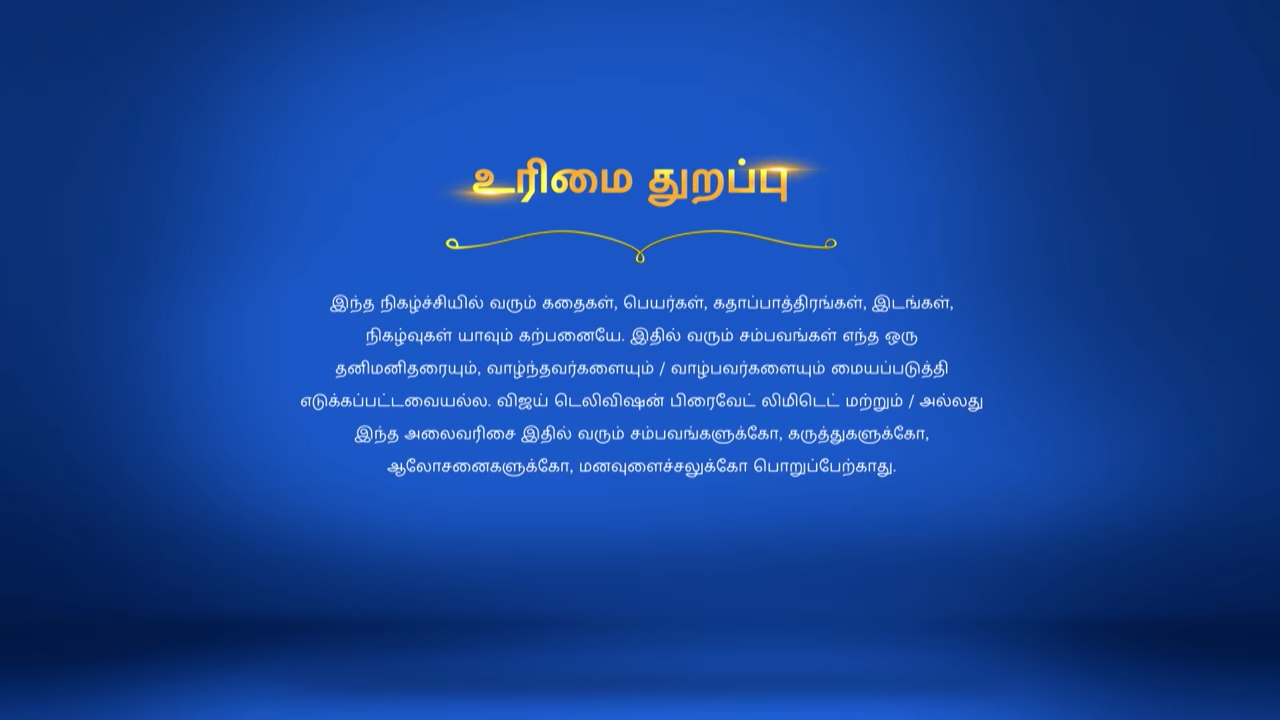 உரிமை துறப்பு
இந்த நிகழ்ச்சியில் வரும் கதைகள், பெயர்கள், கதாப்பாத்திரங்கள், இடங்கள்,
நிகழ்வுகள் யாவும் கற்பனையே. இதில் வரும் சம்பவங்கள் எந்த ஒரு
தனிமனிதரையும், வாழ்ந்தவர்களையும் / வாழ்பவர்களையும் மையப்படுத்தி
எடுக்கப்பட்டவையல்ல. விஜய் டெலிவிஷன் பிரைவேட் லிமிடெட் மற்றும் / அல்லது
இந்த அலைவரிசை இதில் வரும் சம்பவங்களுக்கோ, கருத்துகளுக்கோ,
ஆலோசனைகளுக்கோ, மனவுளைச்சலுக்கோ பொறுப்பேற்காது.